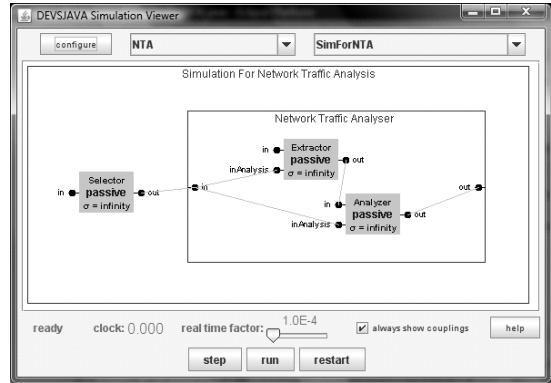 DEVSJAVA Simulation Viewer
configure NTA SimForNTA
Simulation For Network Traffic Analysis
Network Traffic Analyser
in Extractor
passive out
inAnalysis σ = infinity
Selector
in passive out
σ = infinity
in
out
in Analyzer
passive out
inAnalysis σ = infinity
ready clock: 0.000 real time factor: 1.0E-4 always show couplings help
step run restart